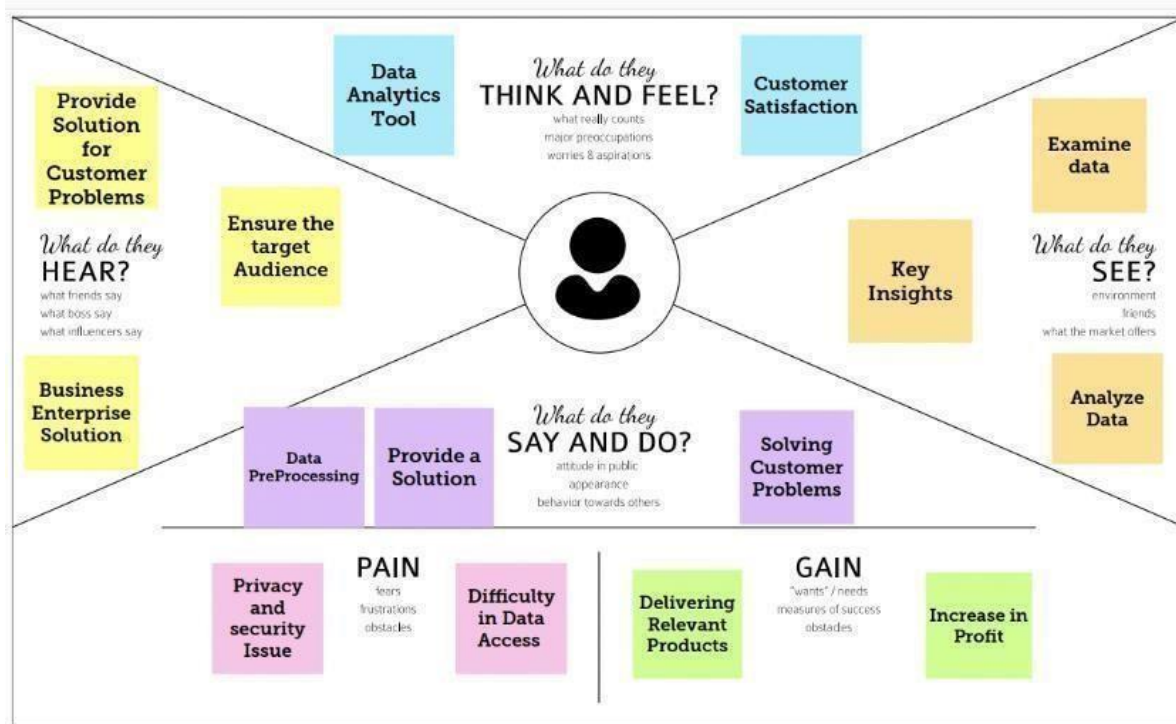 What do they
THINK AND FEEL?
what really counts
major preoccupations
worries & aspirations
Data
Analytics
Tool
Customer
Satisfaction
Provide
Solution
for
Customer
Problems
Ensure the
target
Audience
What do they
HEAR?
what friends say
what boss say
what influencers say
Business
Enterprise
Solution
Examine
data
Key
Insights
What do they
SEE?
environment
friends
what the market offers
Analyze
Data
What do they
SAY AND DO?
attitude in public
appearance
behavior towards others
Data
PreProcessing
Provide a
Solution
Solving
Customer
Problems
PAIN
fears
frustrations
obstacles
Privacy
and
security
Issue
Difficulty
in Data
Access
GAIN
"wants" / needs
measures of success
obstacles
Delivering
Relevant
Products
Increase in
Profit